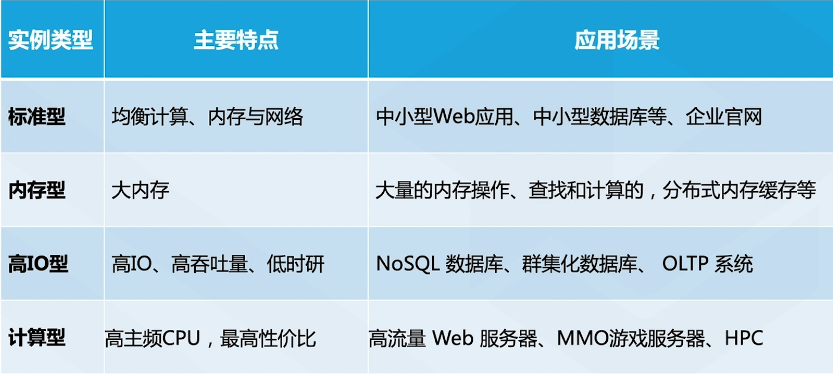 实例类型 主要特点 应用场景
标准型 均衡计算、内存与网络 中小型Web应用、中小型数据库等、企业官网
内存型 大内存 大量的内存操作、查找和计算的，分布式内存缓存等
高IO型 高IO、高吞吐量、低时研 NoSQL 数据库、群集化数据库、 OLTP 系统
计算型 高主频CPU，最高性价比 高流量 Web 服务器、MMO游戏服务器、HPC